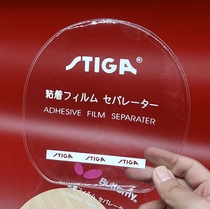 STIGA®
粘着フィルム セパレーター
ADHESIVE FILM SEPARATER
STIGA STIGA STIGA
Butterfly